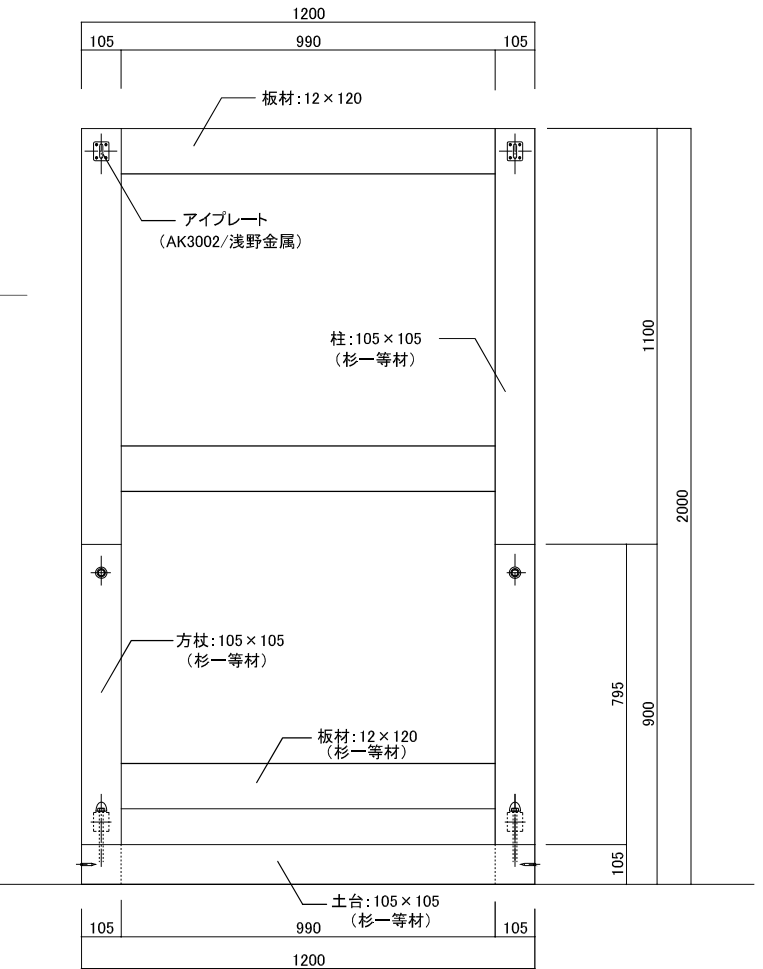 1200
105
990
105
板材:12×120
アイプレート
（AK3002/浅野金属）
柱:105×105
（杉一等材）
1100
2000
方杖:105×105
（杉一等材）
795
900
板材:12×120
（杉一等材）
105
土台:105×105
（杉一等材）
105
990
105
1200